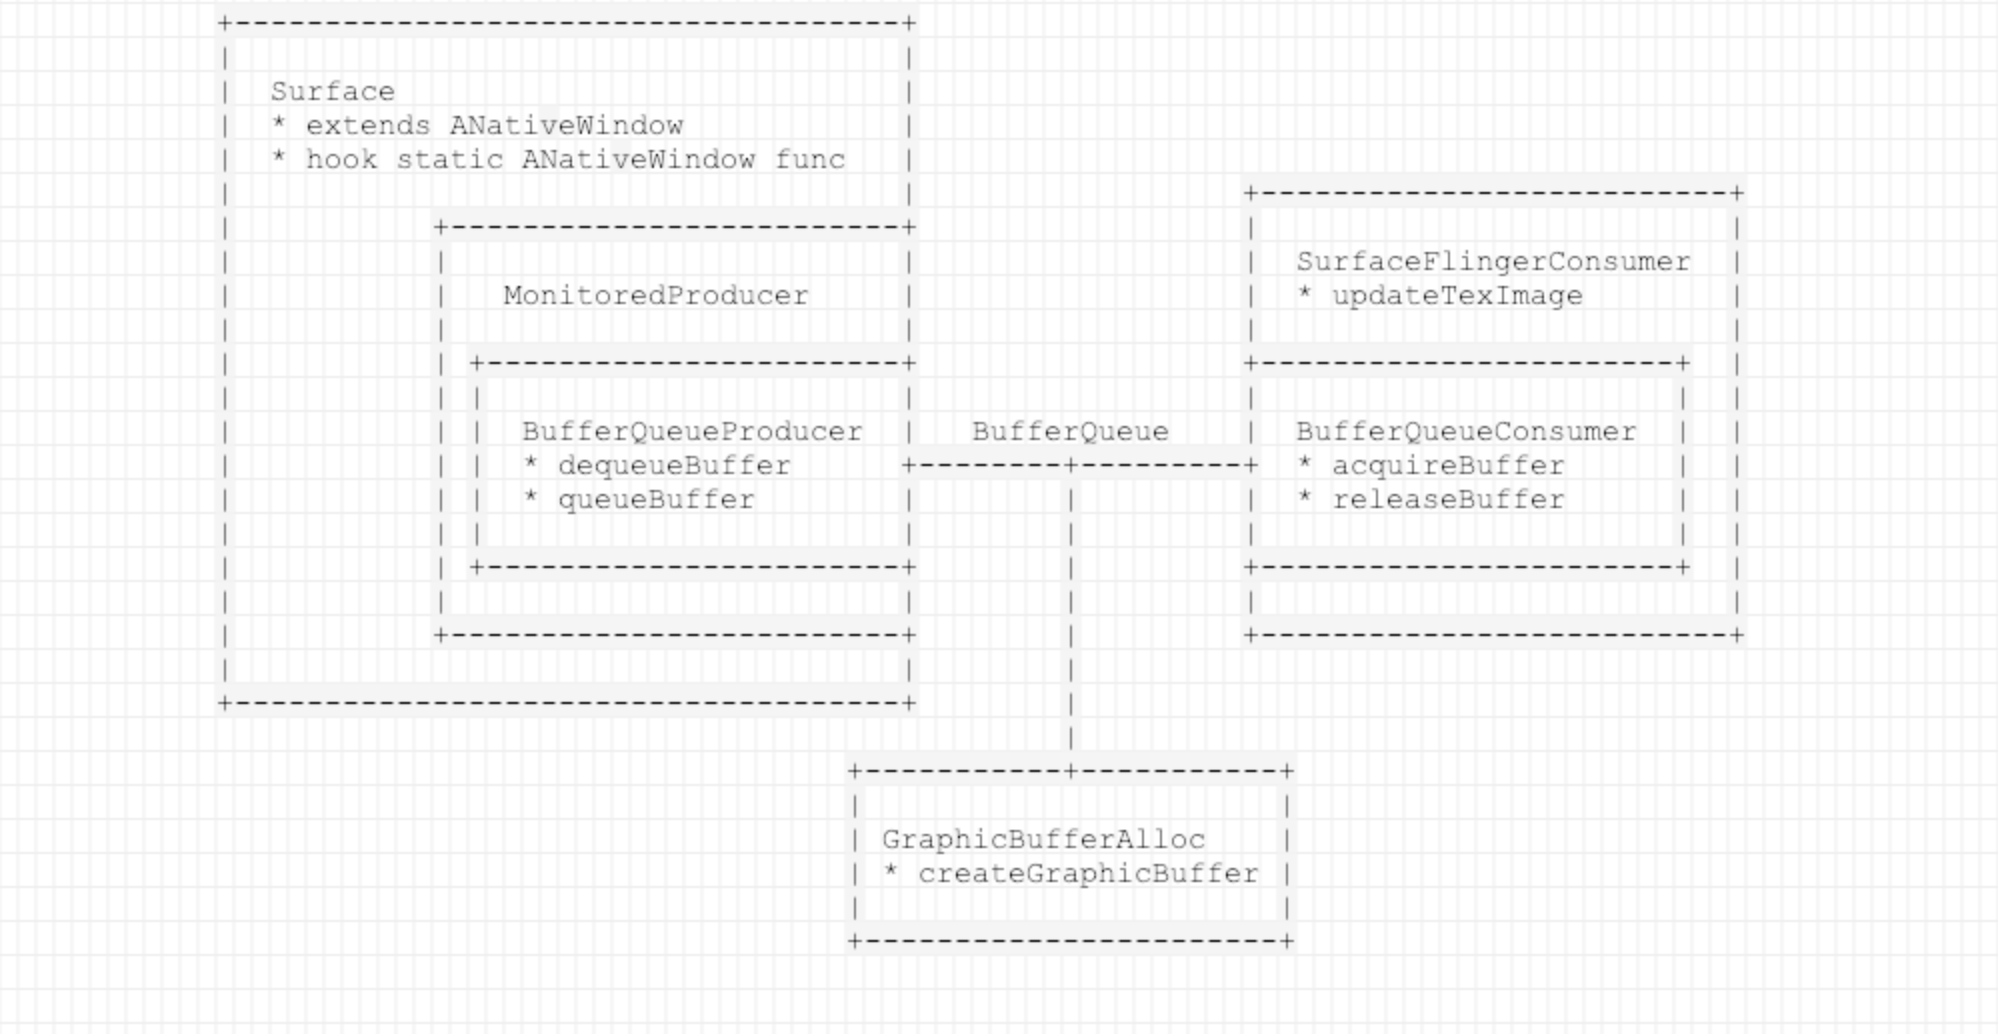 Surface
* extends ANativeWindow
* hook static ANativeWindow func
MonitoredProducer
BufferQueueProducer
* dequeueBuffer
* queueBuffer
BufferQueue
SurfaceFlingerConsumer
* updateTexImage
BufferQueueConsumer
* acquireBuffer
* releaseBuffer
GraphicBufferAlloc
* createGraphicBuffer